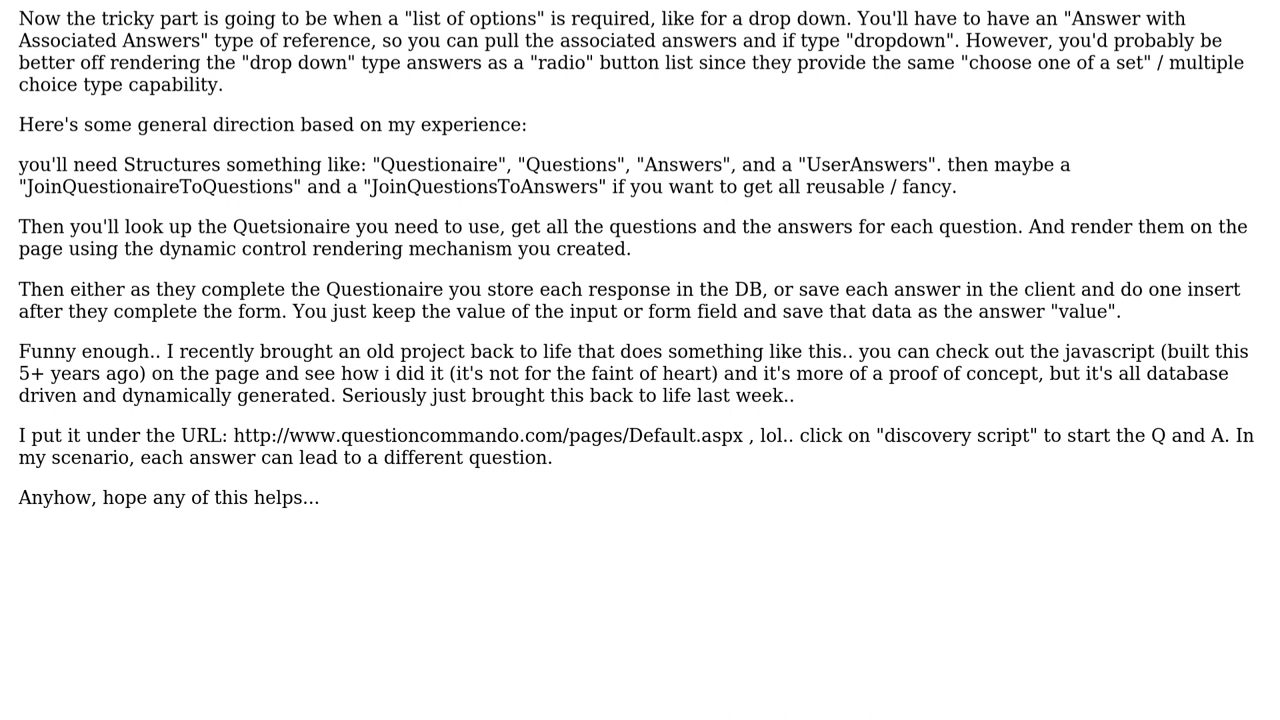 Now the tricky part is going to be when a "list of options" is required, like for a drop down. You'll have to have an "Answer with
Associated Answers" type of reference, so you can pull the associated answers and if type "dropdown". However, you'd probably be
better off rendering the "drop down" type answers as a "radio" button list since they provide the same "choose one of a set" / multiple
choice type capability.
Here's some general direction based on my experience:
you'll need Structures something like: "Questionaire", "Questions", "Answers", and a "UserAnswers". then maybe a
"JoinQuestionaireToQuestions" and a "JoinQuestionsToAnswers" if you want to get all reusable / fancy.
Then you'll look up the Quetsionaire you need to use, get all the questions and the answers for each question. And render them on the
page using the dynamic control rendering mechanism you created.
Then either as they complete the Questionaire you store each response in the DB, or save each answer in the client and do one insert
after they complete the form. You just keep the value of the input or form field and save that data as the answer "value".
Funny enough.. I recently brought an old project back to life that does something like this.. you can check out the javascript (built this
5+ years ago) on the page and see how i did it (it's not for the faint of heart) and it's more of a proof of concept, but it's all database
driven and dynamically generated. Seriously just brought this back to life last week..
I put it under the URL: http://www.questioncommando.com/pages/Default.aspx , lol.. click on "discovery script" to start the Q and A. In
my scenario, each answer can lead to a different question.
Anyhow, hope any of this helps...